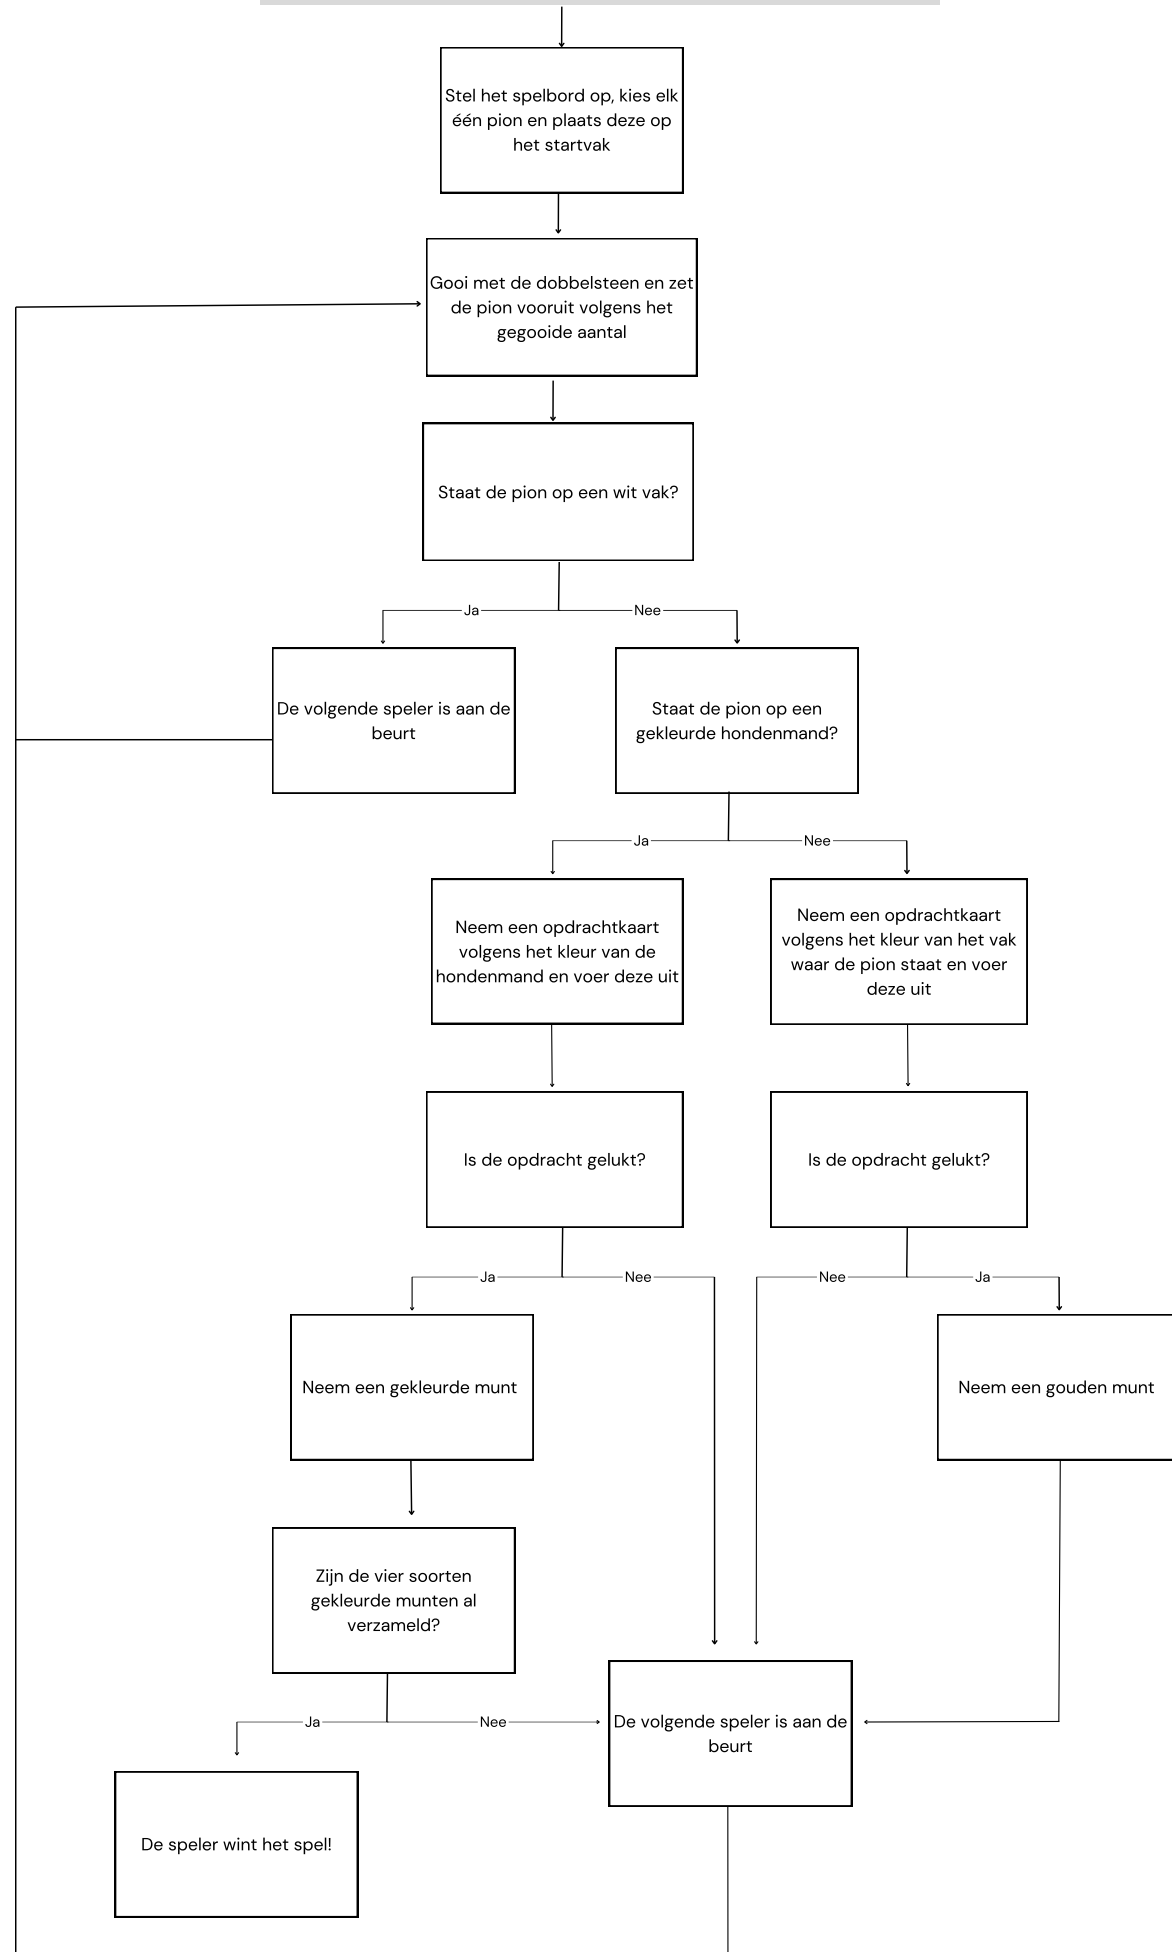 Stel het spelbord op, kies elk
één pion en plaats deze op
het startvak
Gooi met de dobbelsteen en zet
de pion vooruit volgens het
gegooide aantal
Staat de pion op een wit vak?
Ja
Nee
De volgende speler is aan de
beurt
Staat de pion op een
gekleurde hondenmand?
Ja
Nee
Neem een opdrachtkaart
volgens het kleur van de
hondenmand en voer deze uit
Neem een opdrachtkaart
volgens het kleur van het vak
waar de pion staat en voer
deze uit
Is de opdracht gelukt?
Is de opdracht gelukt?
Ja
Nee
Nee
Ja
Neem een gekleurde munt
Neem een gouden munt
Zijn de vier soorten
gekleurde munten al
verzameld?
Ja
Nee
De volgende speler is aan de
beurt
De speler wint het spel!